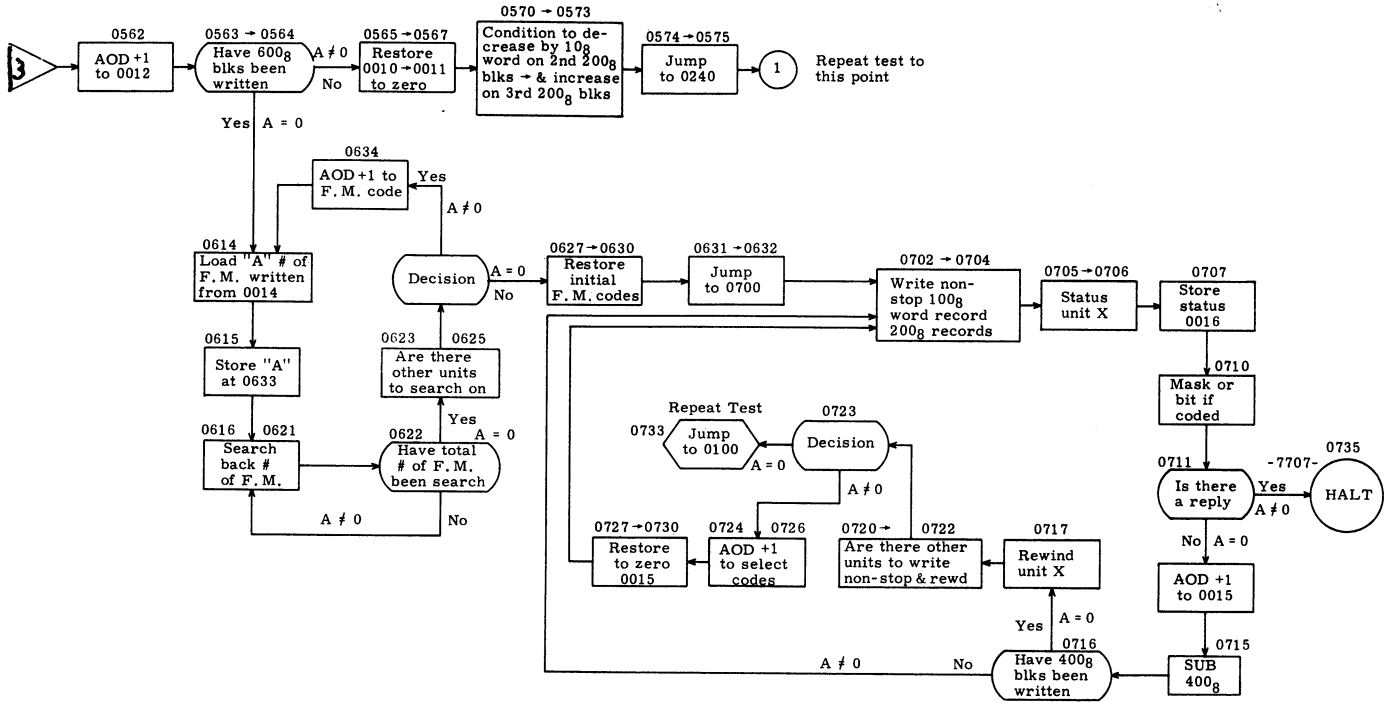 3
0562
AOD +1
to 0012
0563 → 0564
Have 600₈
blks been
written
A ≠ 0
No
Yes
A = 0
0565 → 0567
Restore
0010 → 0011
to zero
0570 → 0573
Condition to de-
crease by 10₈
word on 2nd 200₈
blks → & increase
on 3rd 200₈ blks
0574 → 0575
Jump
to 0240
1
Repeat test to
this point
0634
AOD +1 to
F. M. code
Yes
A ≠ 0
0614
Load "A" # of
F. M. written
from 0014
Decision
A = 0
No
0627 → 0630
Restore
initial
F. M. codes
0631 → 0632
Jump
to 0700
0702 → 0704
Write non-
stop 100₈
word record
200₈ records
0705 → 0706
Status
unit X
0707
Store
status
0016
0615
Store "A"
at 0633
0623 0625
Are there
other units
to search on
Yes
A = 0
0710
Mask or
bit if
coded
0616 0621
Search
back #
of F. M.
0622
Have total
# of F. M.
been search
A ≠ 0
No
Repeat Test
0733
Jump
to 0100
A = 0
0723
Decision
A ≠ 0
0711
Is there
a reply
Yes
A ≠ 0
-7707-
0735
HALT
No
A = 0
0727 → 0730
Restore
to zero
0015
0724 0726
AOD +1
to select
codes
0720 → 0722
Are there other
units to write
non-stop & rewd
0717
Rewind
unit X
AOD +1
to 0015
Yes
A = 0
0716
Have 400₈
blks been
written
A ≠ 0
No
0715
SUB
400₈